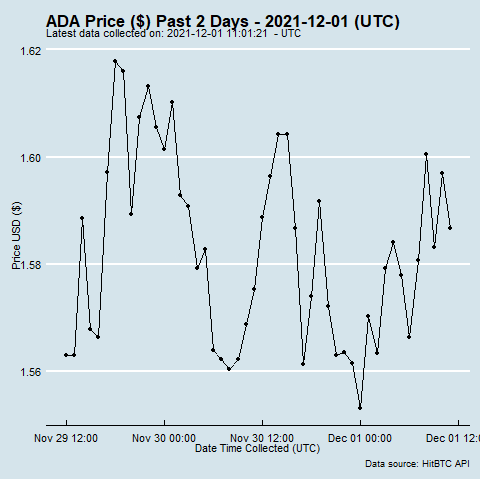 ADA Price ($) Past 2 Days - 2021-12-01 (UTC)
Latest data collected on: 2021-12-01 11:01:21 - UTC
1.62
1.60
1.58
1.56
Price USD ($)
Nov 29 12:00 Nov 30 00:00 Nov 30 12:00 Dec 01 00:00 Dec 01 12:
Date Time Collected (UTC)
Data source: HitBTC API